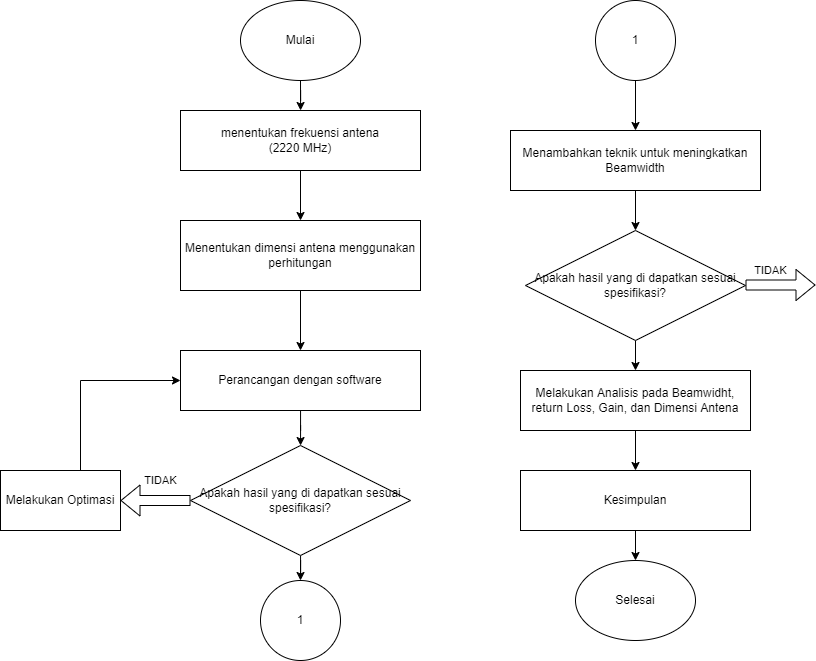 Mulai
menentukan frekuensi antena
(2220 MHz)
Menentukan dimensi antena menggunakan
perhitungan
Perancangan dengan software
Apakah hasil yang di dapatkan sesuai
spesifikasi?
TIDAK
Melakukan Optimasi
1
1
Menambahkan teknik untuk meningkatkan
Beamwidth
Apakah hasil yang di dapatkan sesuai
spesifikasi?
TIDAK
Melakukan Analisis pada Beamwidht,
return Loss, Gain, dan Dimensi Antena
Kesimpulan
Selesai